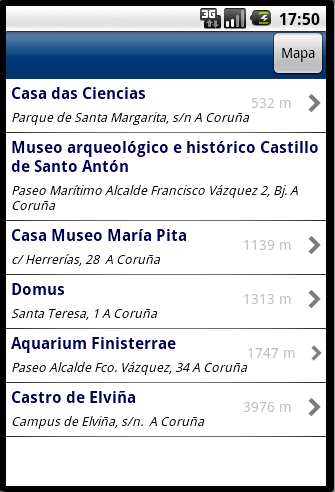 3G 17:50
Mapa
Casa das Ciencias
532 m
Parque de Santa Margarita, s/n A Coruña
Museo arqueológico e histórico Castillo
de Santo Antón
Paseo Marítimo Alcalde Francisco Vázquez 2, Bj. A
Coruña
Casa Museo María Pita
1139 m
c/ Herrerías, 28 A Coruña
Domus
1313 m
Santa Teresa, 1 A Coruña
Aquarium Finisterrae
1747 m
Paseo Alcalde Fco. Vázquez, 34 A Coruña
Castro de Elviña
3976 m
Campus de Elviña, s/n. A Coruña